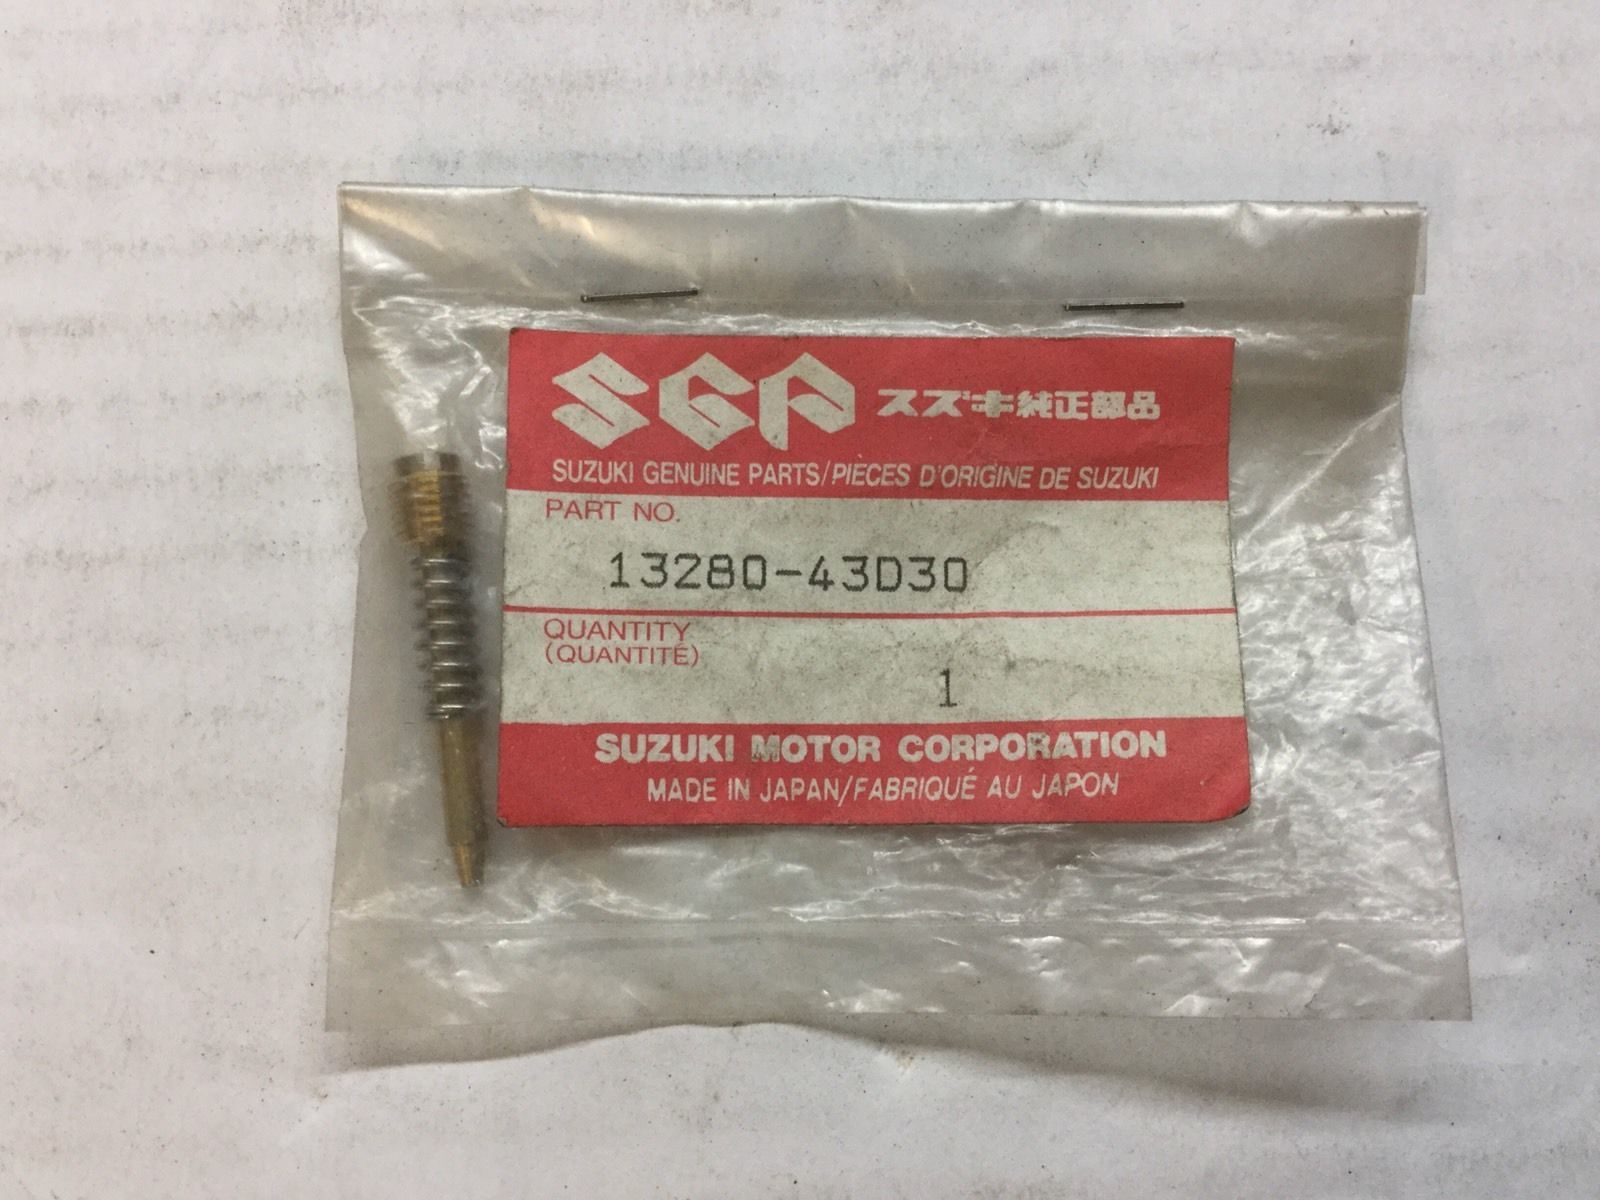 SGP スズキ純正部品
SUZUKI GENUINE PARTS/PIECES D'ORIGINE DE SUZUKI
PART NO.
13280-43D30
QUANTITY
(QUANTITÉ)
1
SUZUKI MOTOR CORPORATION
MADE IN JAPAN/FABRIQUÉ AU JAPON